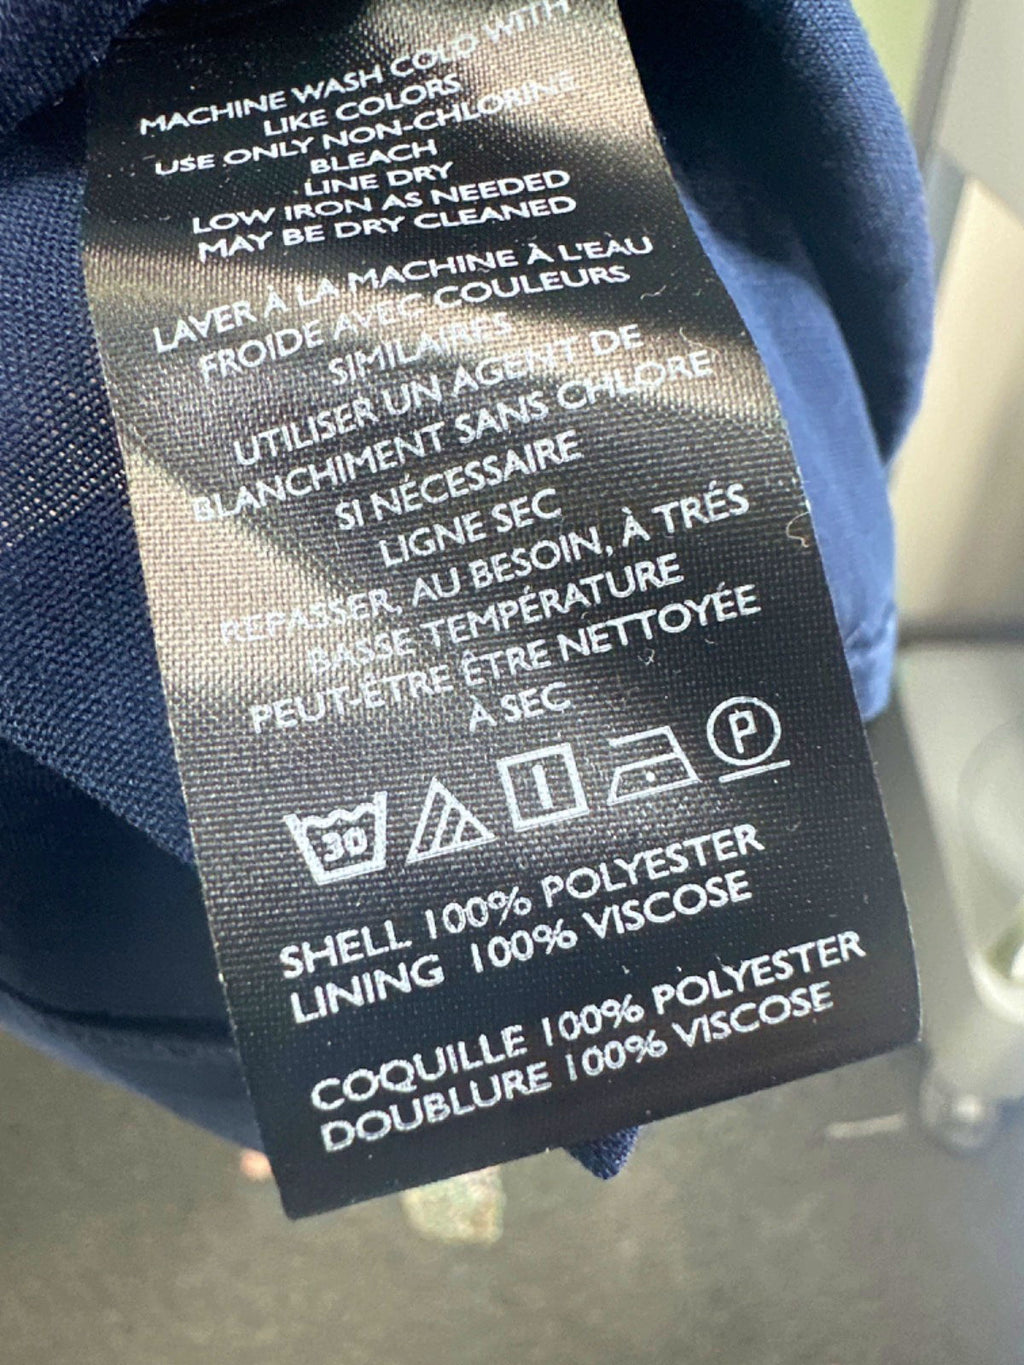 MACHINE WASH COLD WITH
LIKE COLORS
USE ONLY NON-CHLORINE
BLEACH
LINE DRY
LOW IRON AS NEEDED
MAY BE DRY CLEANED
LAVER À LA MACHINE À L'EAU
FROIDE AVEC COULEURS
SIMILAIRES
UTILISER UN AGENT DE
BLANCHIMENT SANS CHLORE
SI NÉCESSAIRE
LIGNE SEC
REPASSER, AU BESOIN, À TRÉS
BASSE TEMPÉRATURE
PEUT-ÊTRE ÊTRE NETTOYÉE
À SEC
30 P
SHELL 100% POLYESTER
LINING 100% VISCOSE
COQUILLE 100% POLYESTER
DOUBLURE 100% VISCOSE